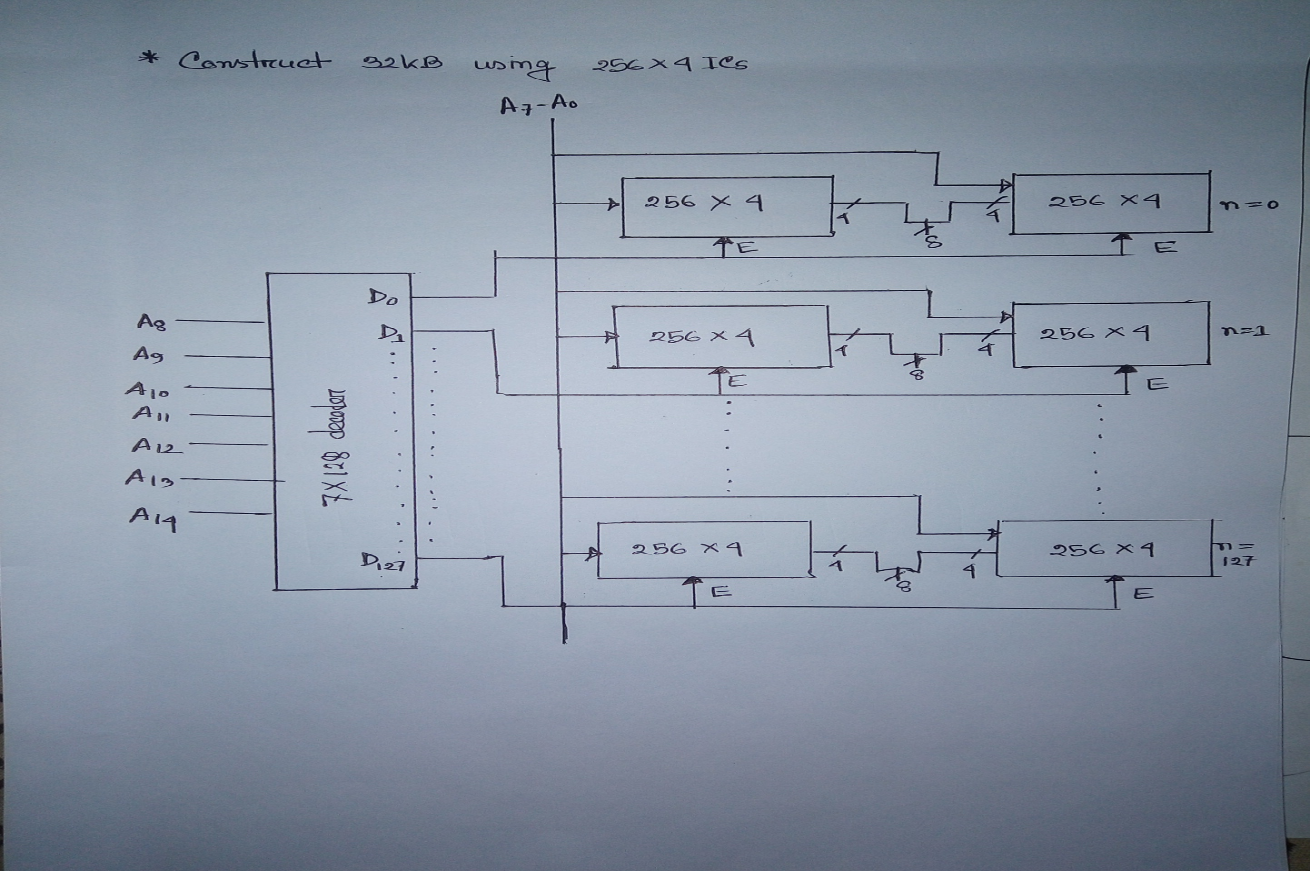 * Construct 32kB using 256 X 4 ICs
A7-A0
256 X 4
4
8
4
256 X 4
n=0
E
E
D0
A8
D1
256 X 4
4
8
4
256 X 4
n=1
A9
E
E
A10
A11
7X128 decoder
A12
A13
A14
256 X 4
4
8
4
256 X 4
n=
127
D127
E
E